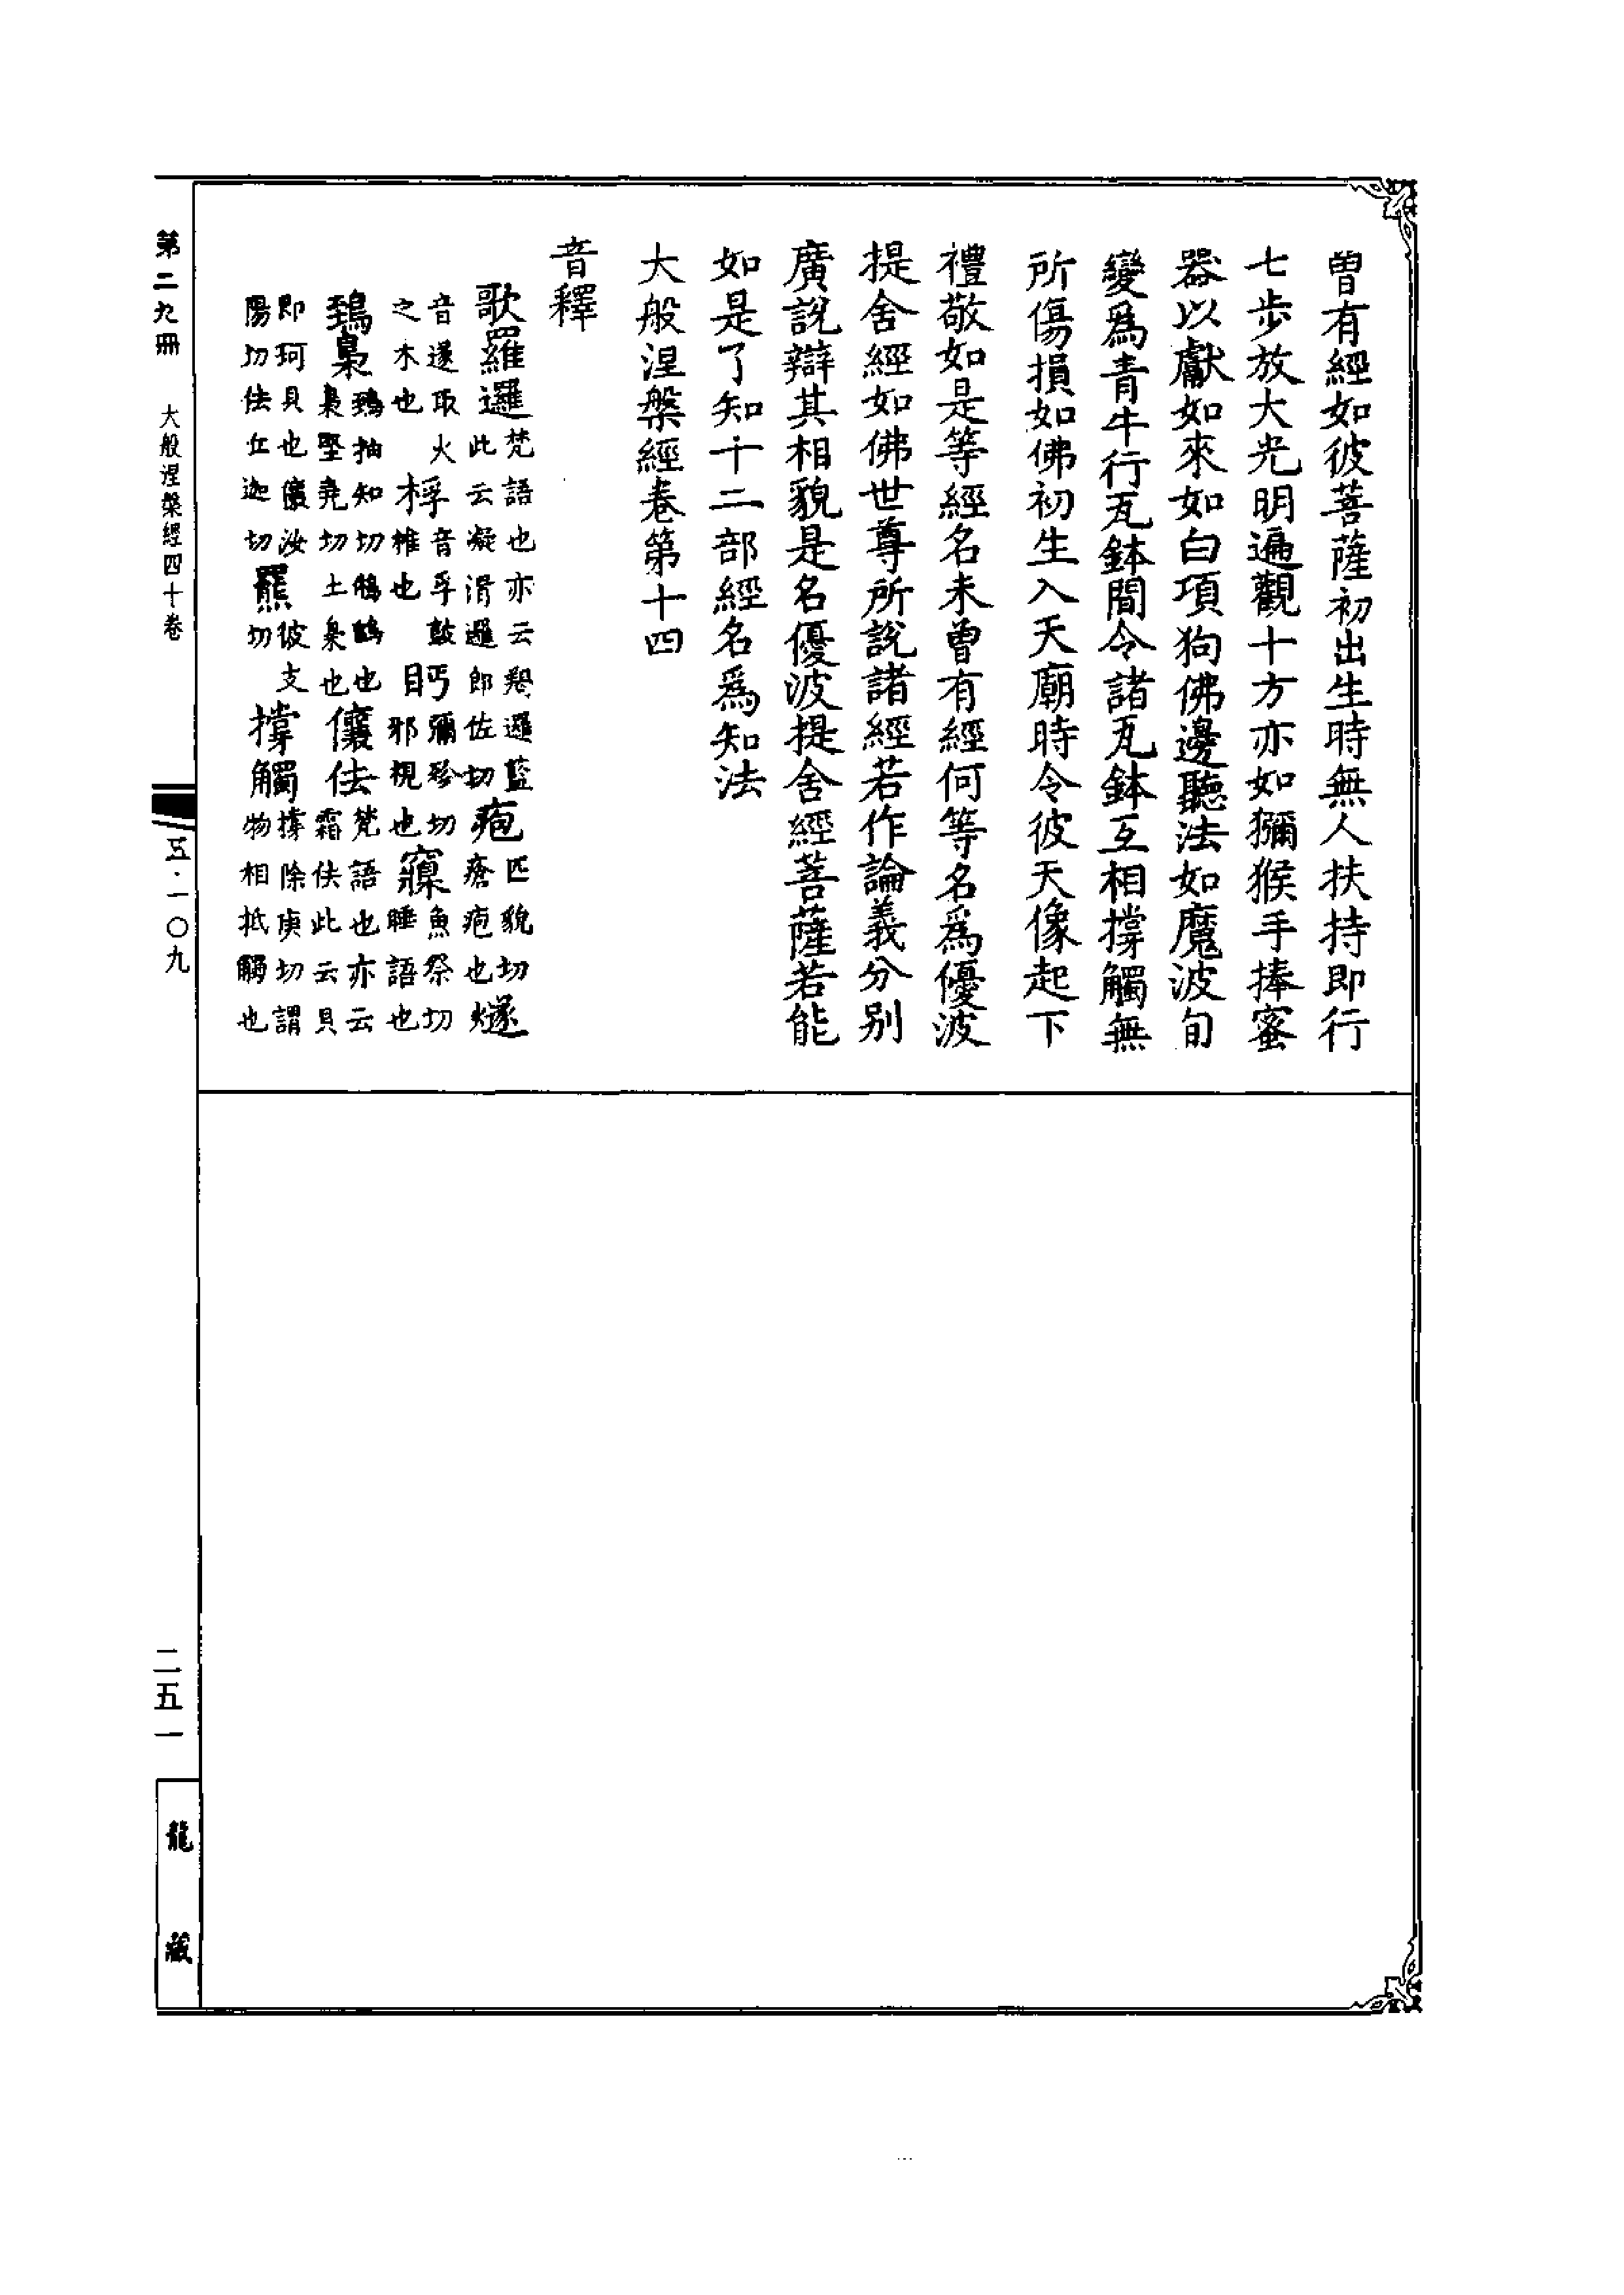 曾有經如彼菩薩初出生時無人扶持即行
七步放大光明遍觀十方亦如獼猴手捧蜜
器以獻如來如白項狗佛邊聽法如魔波旬
變爲青牛行瓦鉢間令諸瓦鉢互相撐觸無
所傷損如佛初生入天廟時令彼天像起下
禮敬如是等經名未曾有經何等名爲優波
提舍經如佛世尊所說諸經若作論義分別
廣說辯其相貌是名優波提舍經菩薩若能
如是了知十二部經名爲知法
大般涅槃經卷第十四
音釋
歌羅邏梵語也亦云羯邏藍此云凝滑邏郎佐切疱匹貌切瘡疱也燧
音遂取火之木也桴音孚鼓椎也眄彌殄切目邪視也寱魚祭切睡語也
鵄梟鵄抽知切鵂鶹也梟堅堯切土梟也儴佉梵語也亦云霜佉此云貝
即珂貝也儴汝陽切佉丘迦切羆彼支切撐觸撐除庚切謂物相抵觸也
第二九冊
大般涅槃經四十卷
五·一〇九
二五一
龍藏